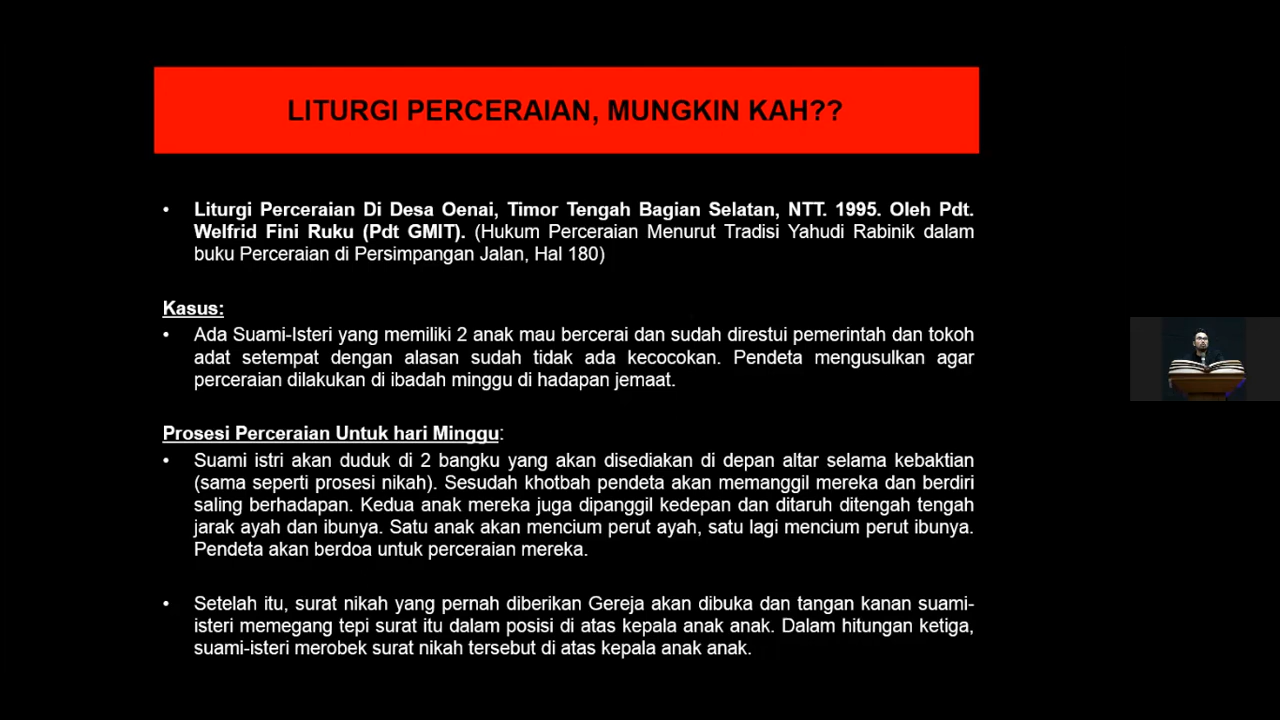 LITURGI PERCERAIAN, MUNGKIN KAH??
• Liturgi Perceraian Di Desa Oenai, Timor Tengah Bagian Selatan, NTT. 1995. Oleh Pdt.
Welfrid Fini Ruku (Pdt GMIT). (Hukum Perceraian Menurut Tradisi Yahudi Rabinik dalam
buku Perceraian di Persimpangan Jalan, Hal 180)
Kasus:
• Ada Suami-Isteri yang memiliki 2 anak mau bercerai dan sudah direstui pemerintah dan tokoh
adat setempat dengan alasan sudah tidak ada kecocokan. Pendeta mengusulkan agar
perceraian dilakukan di ibadah minggu di hadapan jemaat.
Prosesi Perceraian Untuk hari Minggu:
• Suami istri akan duduk di 2 bangku yang akan disediakan di depan altar selama kebaktian
(sama seperti prosesi nikah). Sesudah khotbah pendeta akan memanggil mereka dan berdiri
saling berhadapan. Kedua anak mereka juga dipanggil kedepan dan ditaruh ditengah tengah
jarak ayah dan ibunya. Satu anak akan mencium perut ayah, satu lagi mencium perut ibunya.
Pendeta akan berdoa untuk perceraian mereka.
• Setelah itu, surat nikah yang pernah diberikan Gereja akan dibuka dan tangan kanan suami-
isteri memegang tepi surat itu dalam posisi di atas kepala anak anak. Dalam hitungan ketiga,
suami-isteri merobek surat nikah tersebut di atas kepala anak anak.